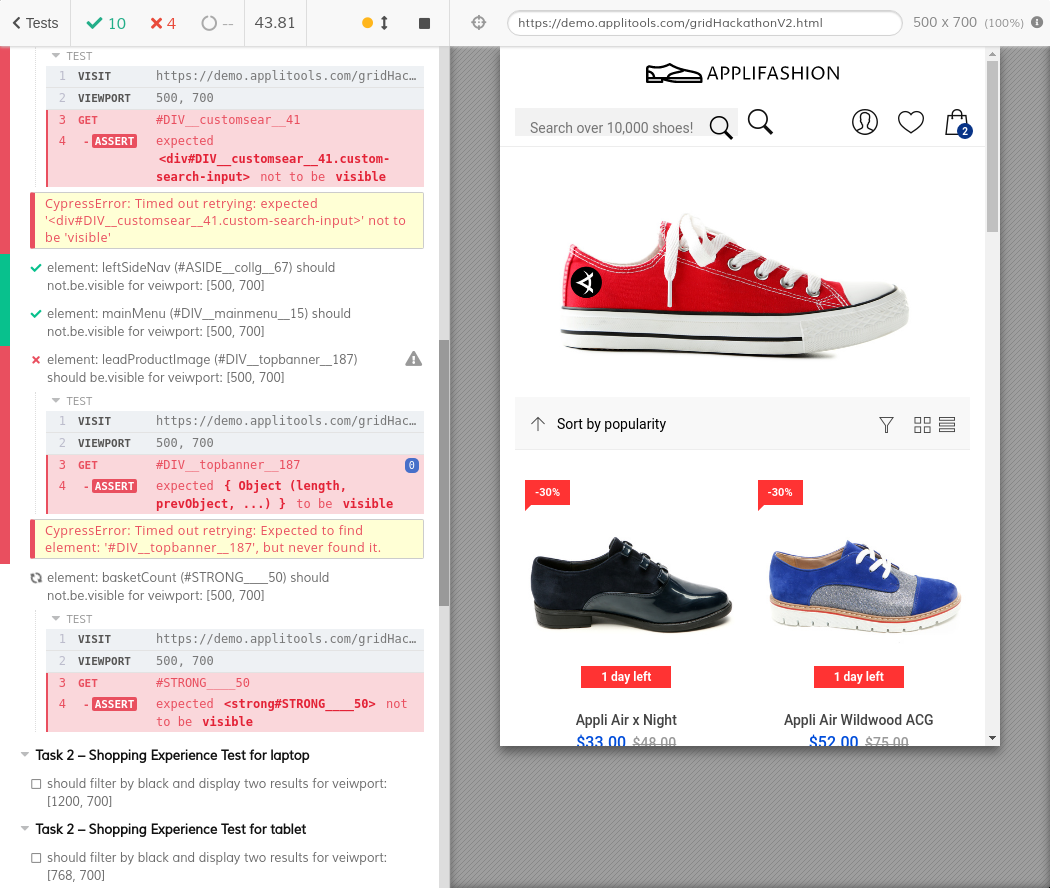 Tests
10
4
--
43.81
https://demo.applitools.com/gridHackathonV2.html
500 x 700 (100%)
TEST
1 VISIT https://demo.applitools.com/gridHac…
2 VIEWPORT 500, 700
3 GET #DIV__customsear__41
4 - ASSERT expected
<div#DIV__customsear__41.custom-
search-input> not to be visible
CypressError: Timed out retrying: expected
'<div#DIV__customsear__41.custom-search-input>' not to
be 'visible'
element: leftSideNav (#ASIDE__collg__67) should
not.be.visible for veiwport: [500, 700]
element: mainMenu (#DIV__mainmenu__15) should
not.be.visible for veiwport: [500, 700]
element: leadProductImage (#DIV__topbanner__187)
should be.visible for veiwport: [500, 700]
TEST
1 VISIT https://demo.applitools.com/gridHac…
2 VIEWPORT 500, 700
3 GET #DIV__topbanner__187 0
4 - ASSERT expected { Object (length,
prevObject, ...) } to be visible
CypressError: Timed out retrying: Expected to find
element: '#DIV__topbanner__187', but never found it.
element: basketCount (#STRONG____50) should
not.be.visible for veiwport: [500, 700]
TEST
1 VISIT https://demo.applitools.com/gridHac…
2 VIEWPORT 500, 700
3 GET #STRONG____50
4 - ASSERT expected <strong#STRONG____50> not
to be visible
Task 2 – Shopping Experience Test for laptop
should filter by black and display two results for veiwport:
[1200, 700]
Task 2 – Shopping Experience Test for tablet
should filter by black and display two results for veiwport:
[768, 700]
APPLIFASHION
Search over 10,000 shoes!
2
Sort by popularity
-30%
-30%
1 day left
1 day left
Appli Air x Night
Appli Air Wildwood ACG
$33.00 $48.00
$52.00 $75.00